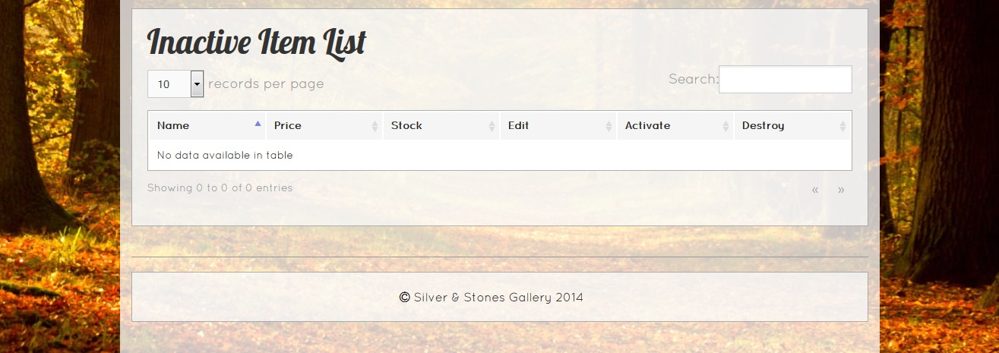 Inactive Item List
10 records per page Search:
Name Price Stock Edit Activate Destroy
No data available in table
Showing 0 to 0 of 0 entries « »
© Silver & Stones Gallery 2014